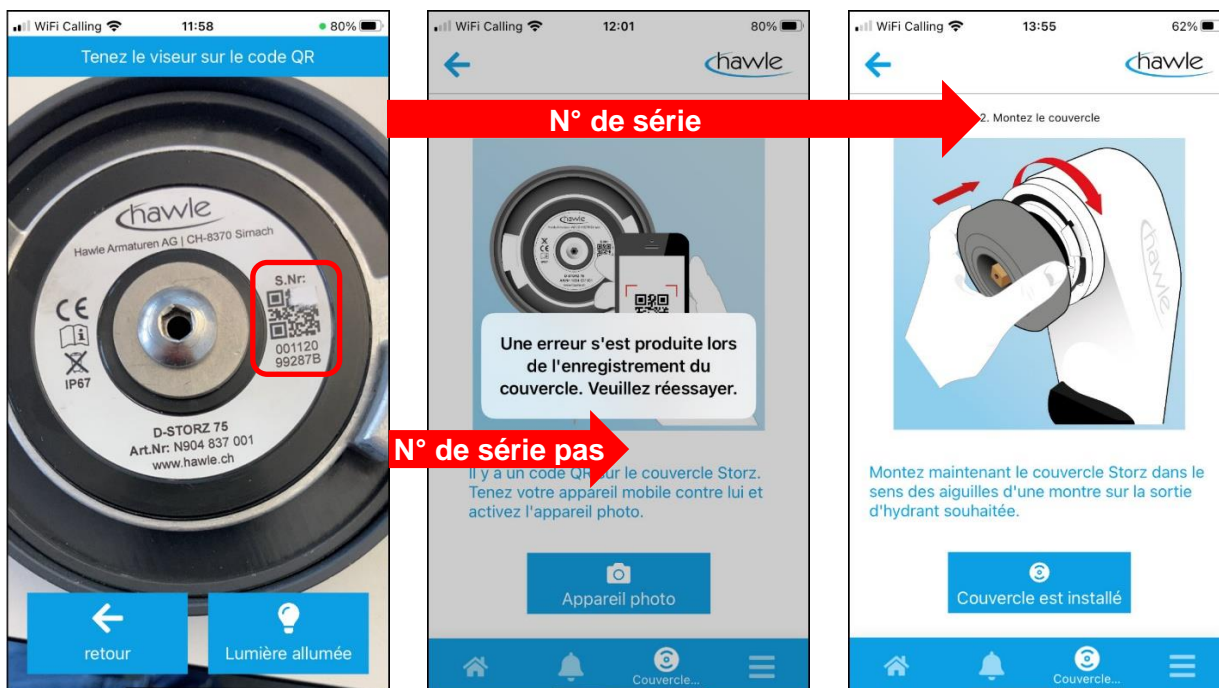 WiFi Calling
11:58
80%
Tenez le viseur sur le code QR
hawle
Hawle Armaturen AG | CH-8370 Sirnach
S.Nr:
001120
99287B
CE
IP67
D-STORZ 75
Art.Nr: N904 837 001
www.hawle.ch
retour
Lumière allumée
WiFi Calling
12:01
80%
hawle
N° de série
hawle
Une erreur s'est produite lors
de l'enregistrement du
couvercle. Veuillez réessayer.
N° de série pas
Il y a un code QR sur le couvercle Storz.
Tenez votre appareil mobile contre lui et
activez l'appareil photo.
Appareil photo
Couvercle...
WiFi Calling
13:55
62%
hawle
2. Montez le couvercle
hawle
Montez maintenant le couvercle Storz dans le
sens des aiguilles d'une montre sur la sortie
d'hydrant souhaitée.
Couvercle est installé
Couvercle...